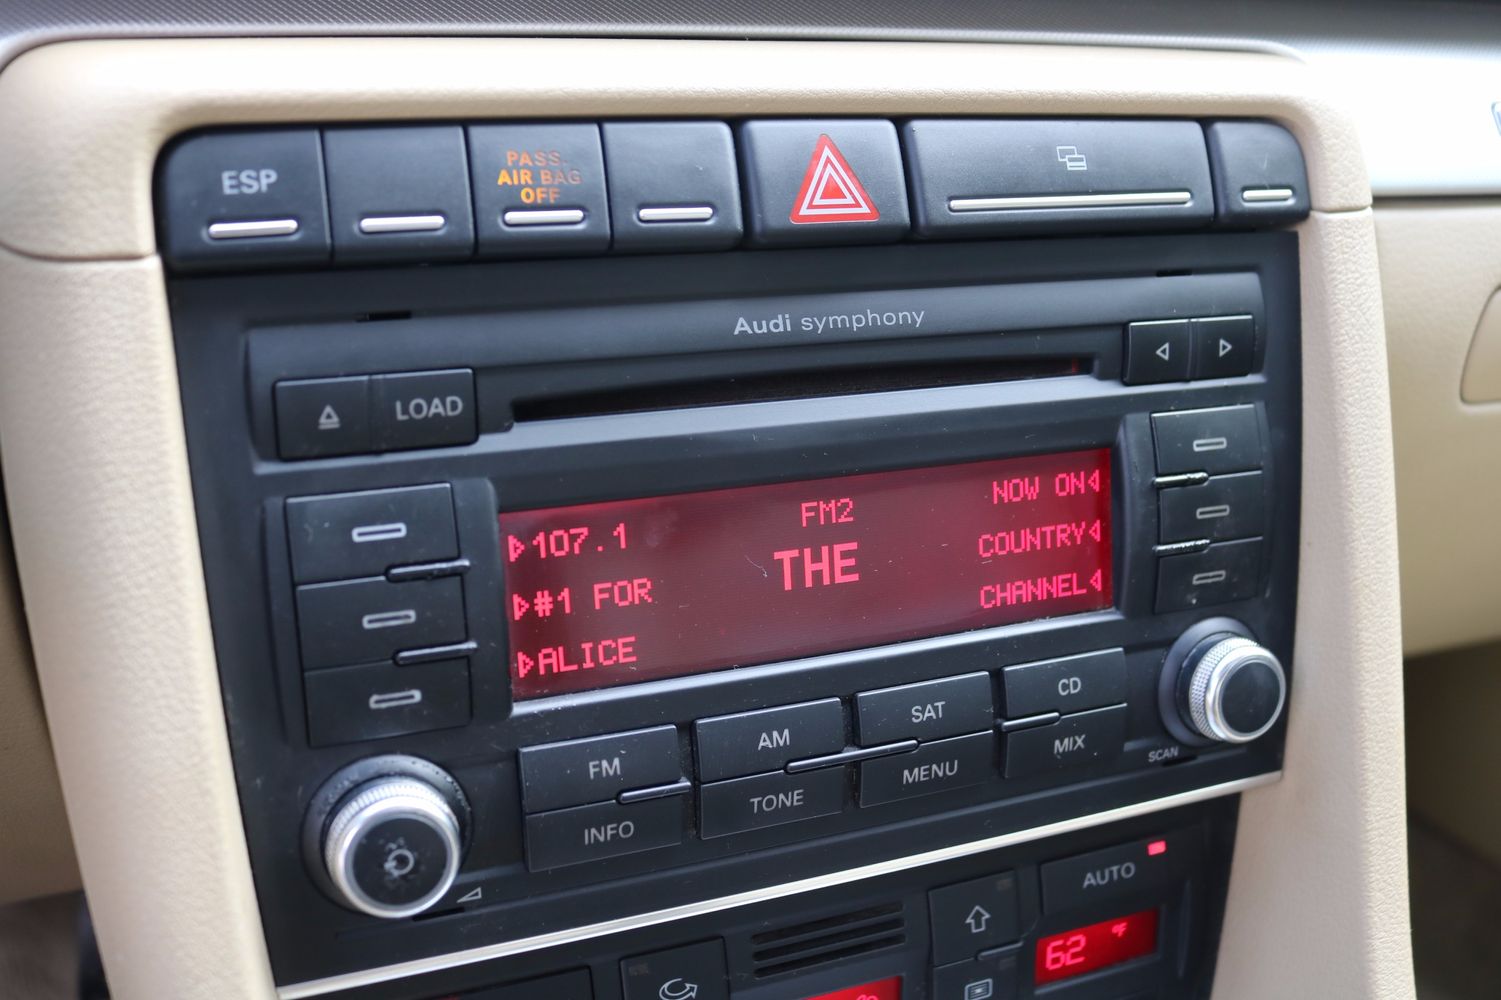 ESP
PASS.
AIR BAG
OFF
Audi symphony
LOAD
107.1
#1 FOR
ALICE
FM2
THE
NOW ON
COUNTRY
CHANNEL
FM
AM
SAT
CD
INFO
TONE
MENU
MIX
SCAN
AUTO
62 °F